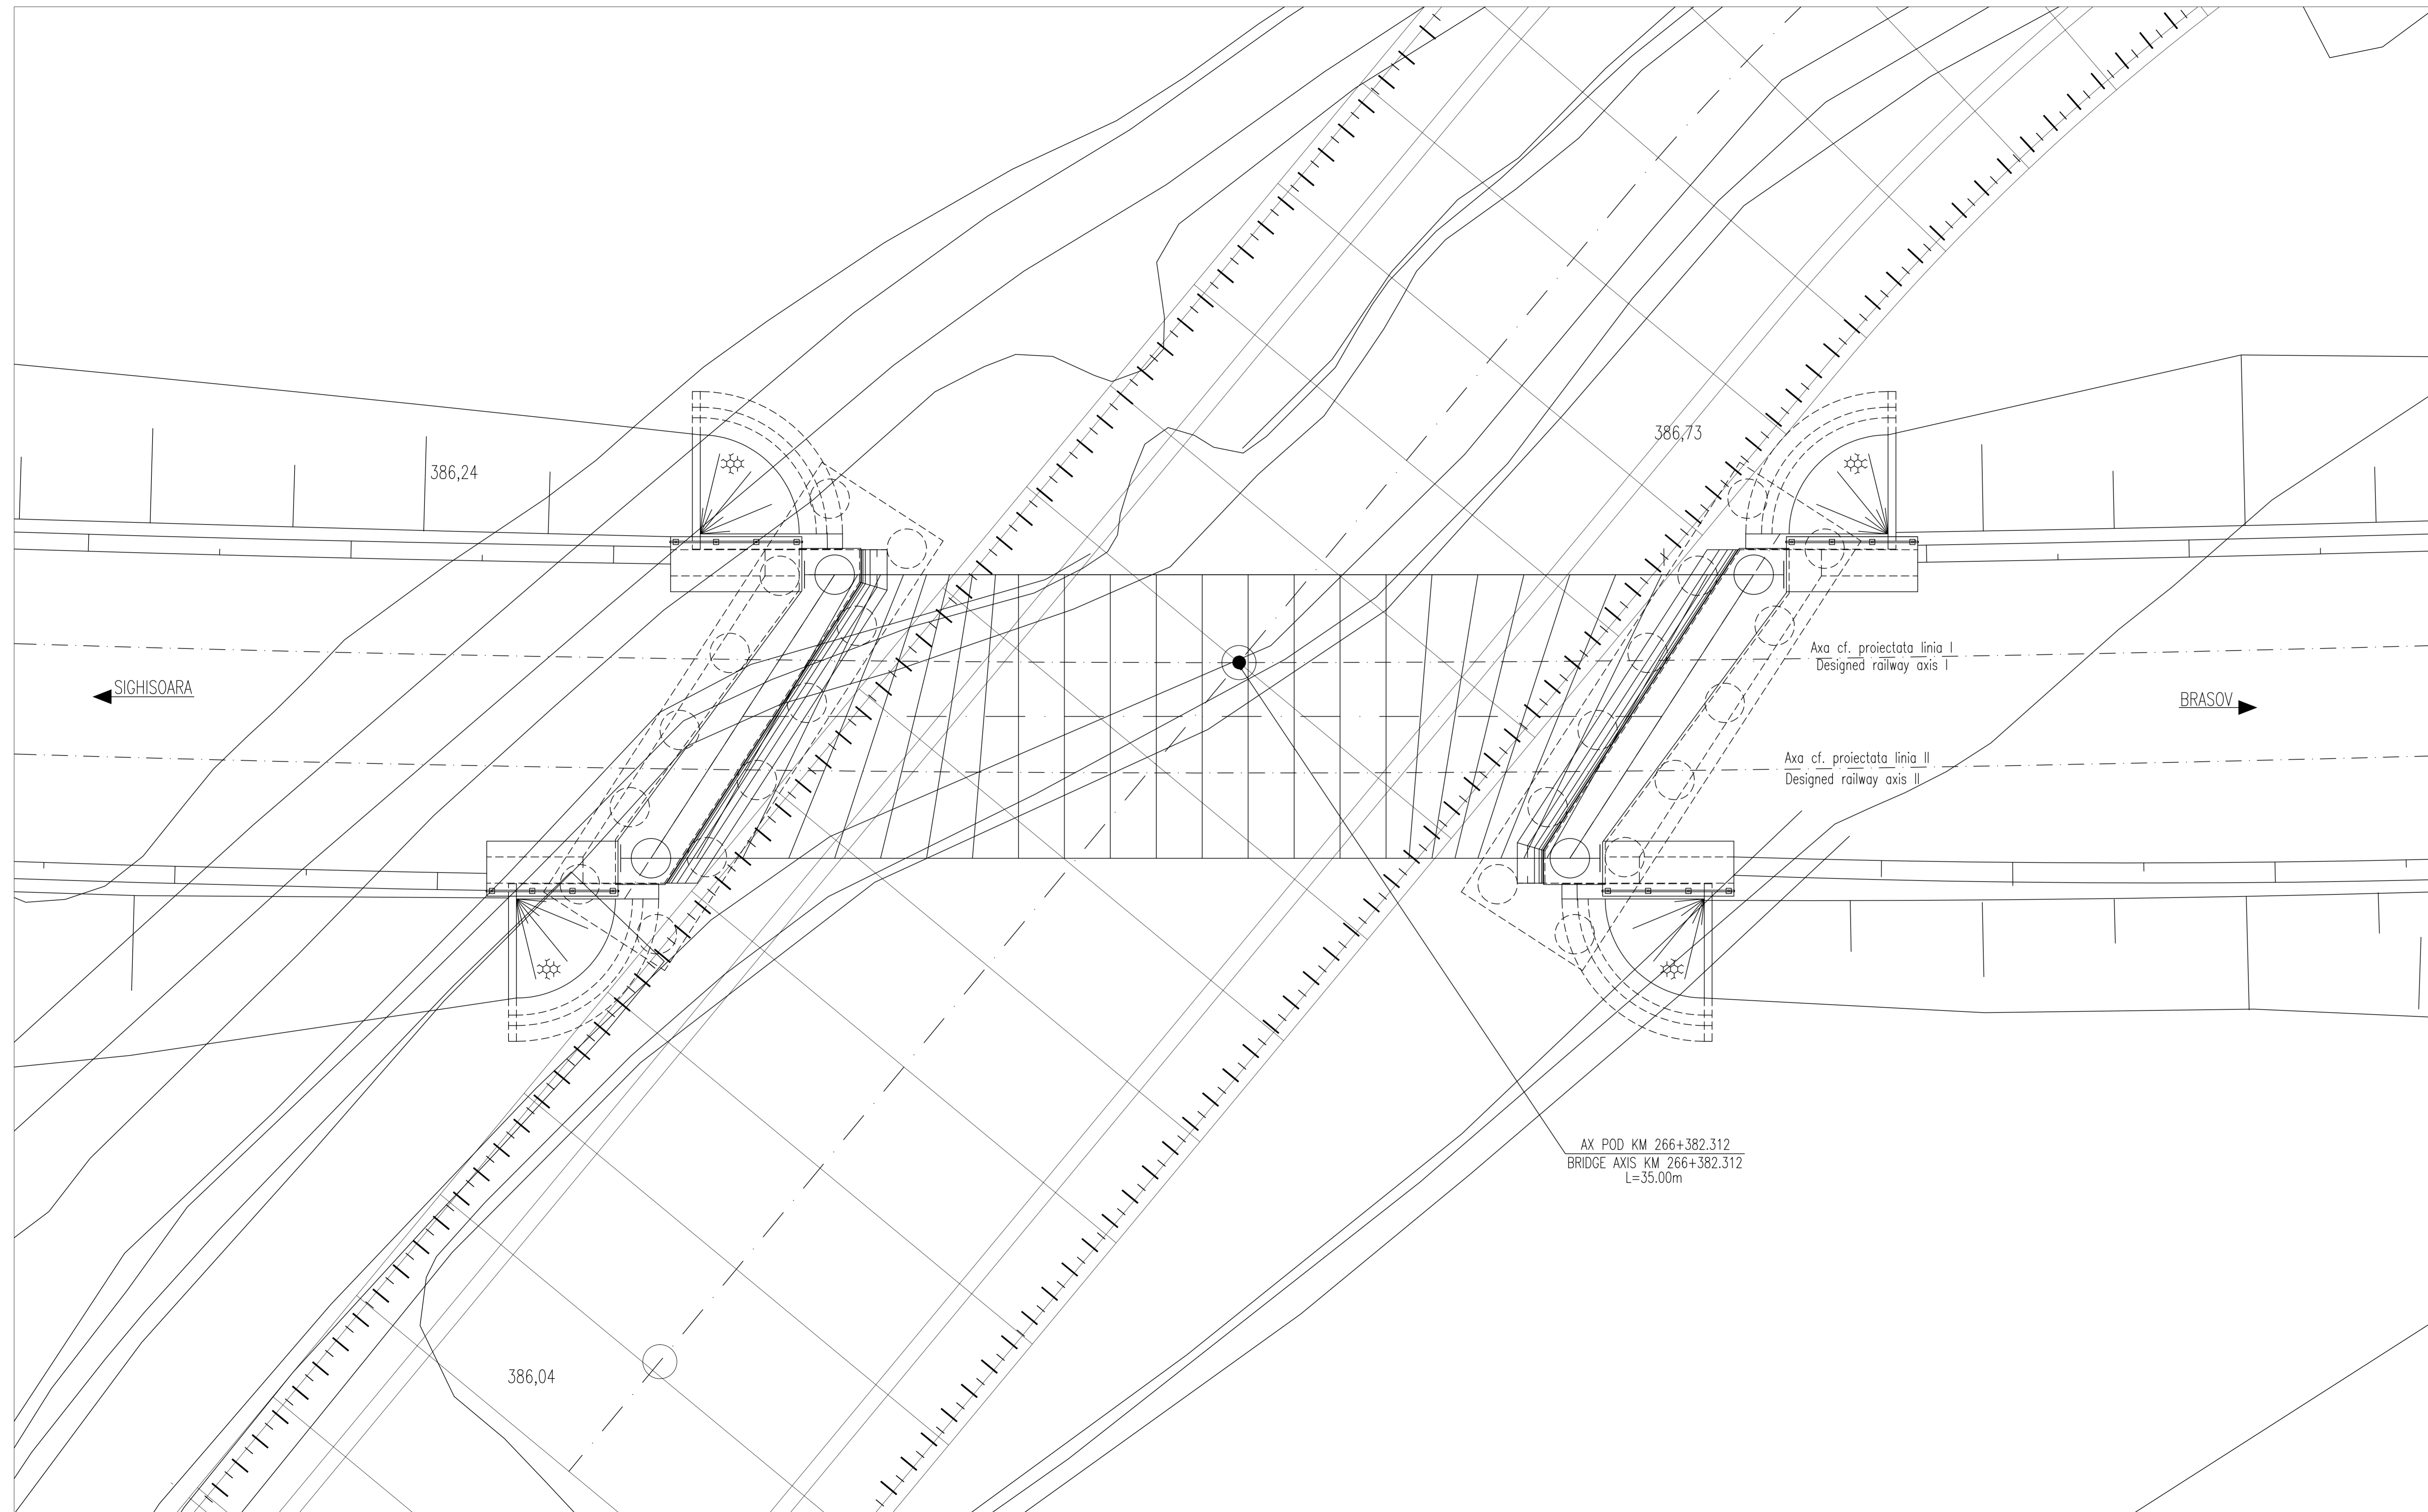 386,73
386,24
Axa cf. proiectata linia I
Designed railway axis I
SIGHISOARA
BRASOV
Axa cf. proiectata linia II
Designed railway axis II
AX POD KM 266+382.312
BRIDGE AXIS KM 266+382.312
L=35.00m
386,04